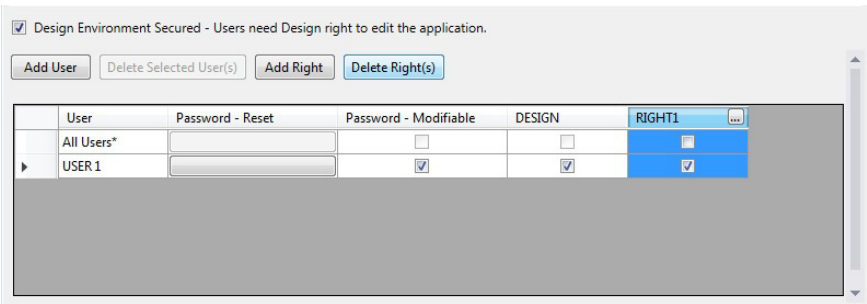 Design Environment Secured - Users need Design right to edit the application.
Add User Delete Selected User(s) Add Right Delete Right(s)
User Password - Reset Password - Modifiable DESIGN RIGHT1 ...
All Users*
USER 1